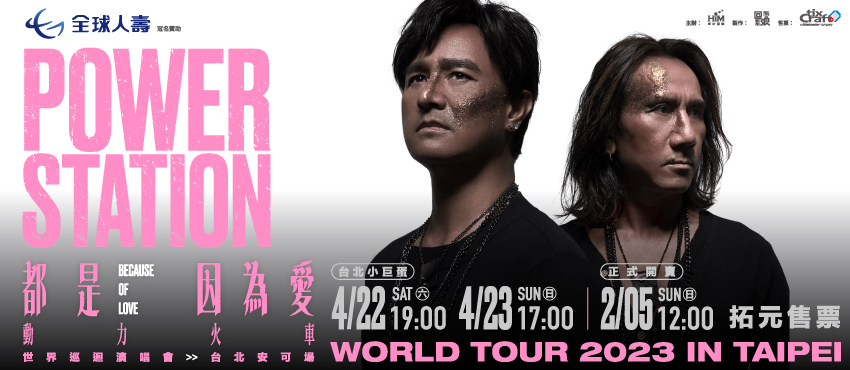 全球人壽 冠名贊助
主辦： HIM 製作： 售票： tixCraft
POWER
STATION
都是 BECAUSE OF LOVE 因為愛
動力火車
世界巡迴演唱會 >> 台北安可場
台北小巨蛋
4/22 SAT 六 19:00 4/23 SUN 日 17:00
正式開賣
2/05 SUN 日 12:00 拓元售票
WORLD TOUR 2023 IN TAIPEI